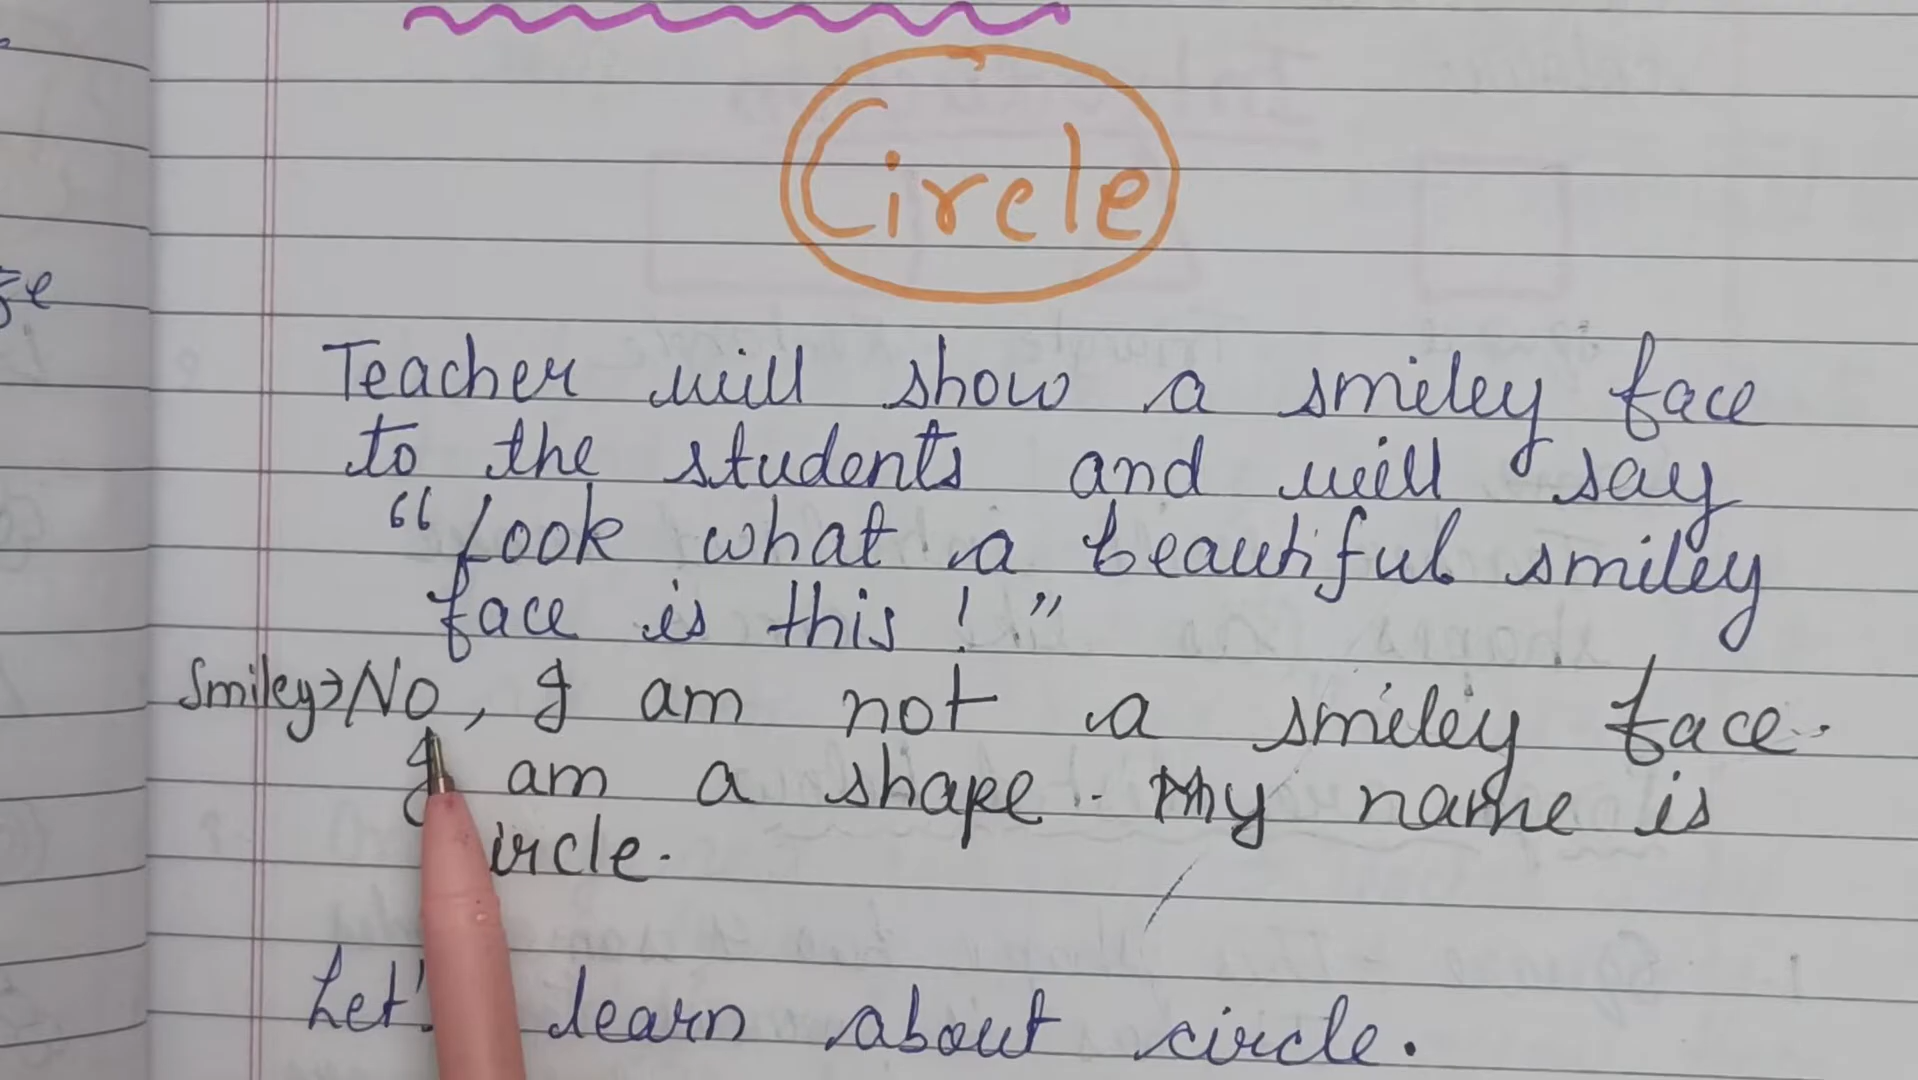 Circle
Teacher will show a smiley face
to the students and will say
“Look what a beautiful smiley
face is this!”
Smiley→No, I am not a smiley face.
I am a shape. My name is
ircle.
Let' learn about circle.